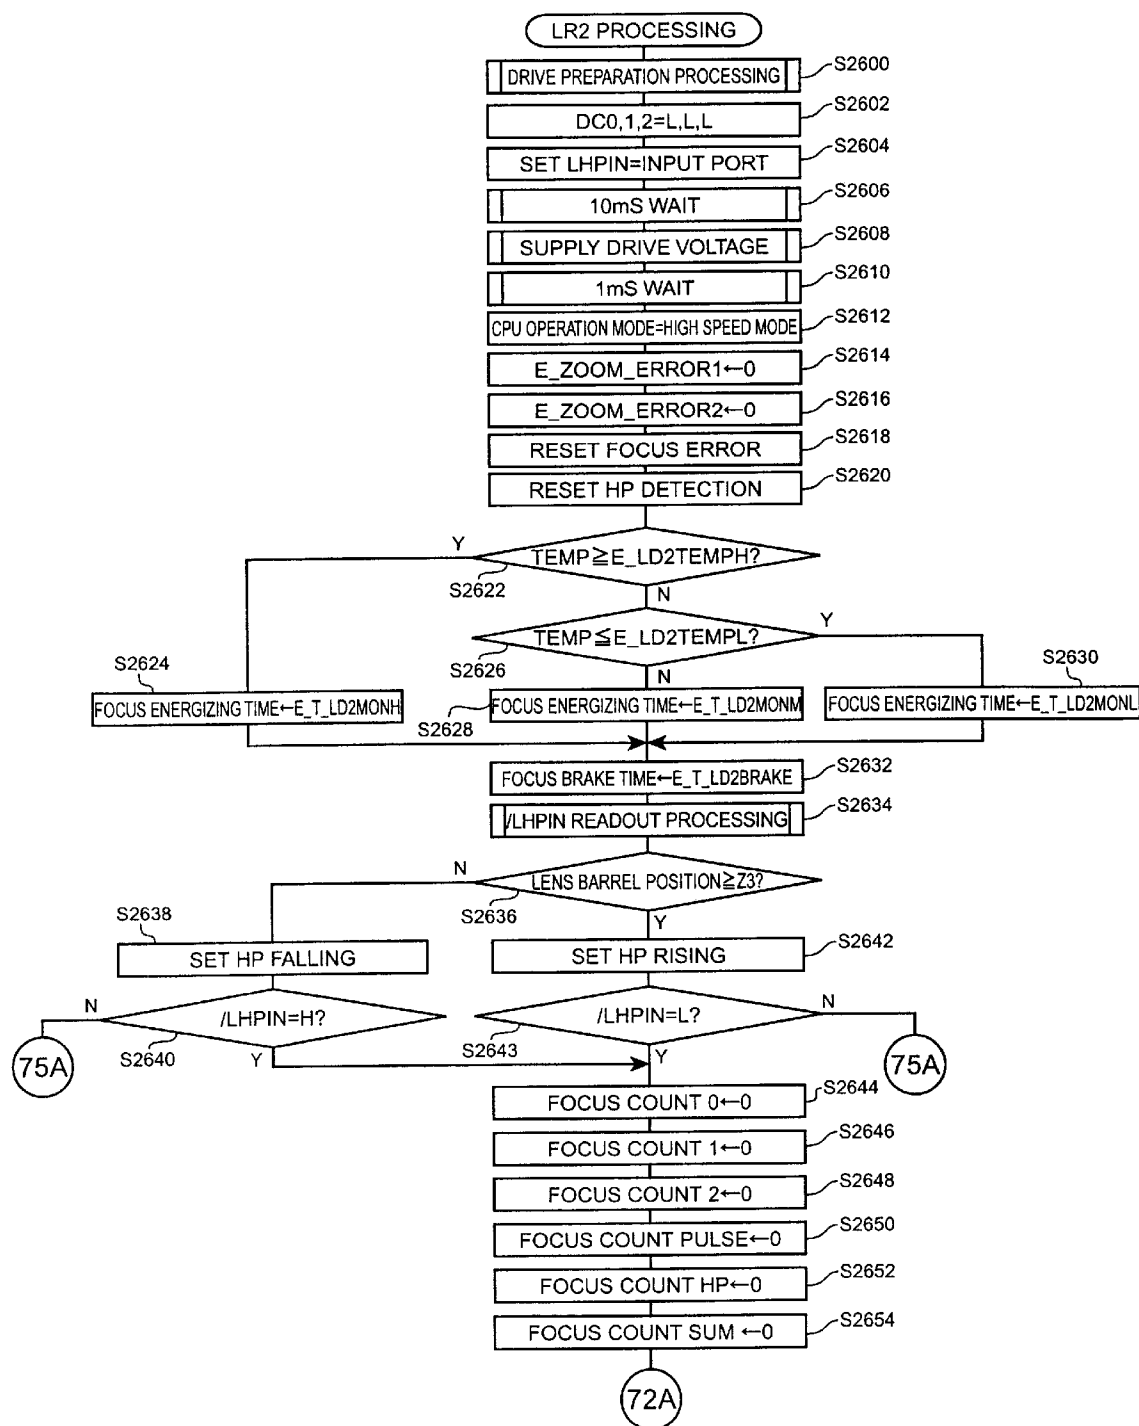 LR2 PROCESSING
DRIVE PREPARATION PROCESSING
S2600
DC0,1,2=L,L,L
S2602
SET LHPIN=INPUT PORT
S2604
10mS WAIT
S2606
SUPPLY DRIVE VOLTAGE
S2608
1mS WAIT
S2610
CPU OPERATION MODE=HIGH SPEED MODE
S2612
E_ZOOM_ERROR1←0
S2614
E_ZOOM_ERROR2←0
S2616
RESET FOCUS ERROR
S2618
RESET HP DETECTION
S2620
Y
TEMP≧E_LD2TEMPH?
S2622
N
TEMP≦E_LD2TEMPL?
Y
S2626
N
S2624
FOCUS ENERGIZING TIME←E_T_LD2MONH
FOCUS ENERGIZING TIME←E_T_LD2MONM
S2628
S2630
FOCUS ENERGIZING TIME←E_T_LD2MONL
FOCUS BRAKE TIME←E_T_LD2BRAKE
S2632
/LHPIN READOUT PROCESSING
S2634
N
LENS BARREL POSITION≧Z3?
S2636
Y
S2638
SET HP FALLING
SET HP RISING
S2642
N
/LHPIN=H?
S2640
Y
75A
/LHPIN=L?
S2643
N
Y
75A
FOCUS COUNT 0←0
S2644
FOCUS COUNT 1←0
S2646
FOCUS COUNT 2←0
S2648
FOCUS COUNT PULSE←0
S2650
FOCUS COUNT HP←0
S2652
FOCUS COUNT SUM ←0
S2654
72A